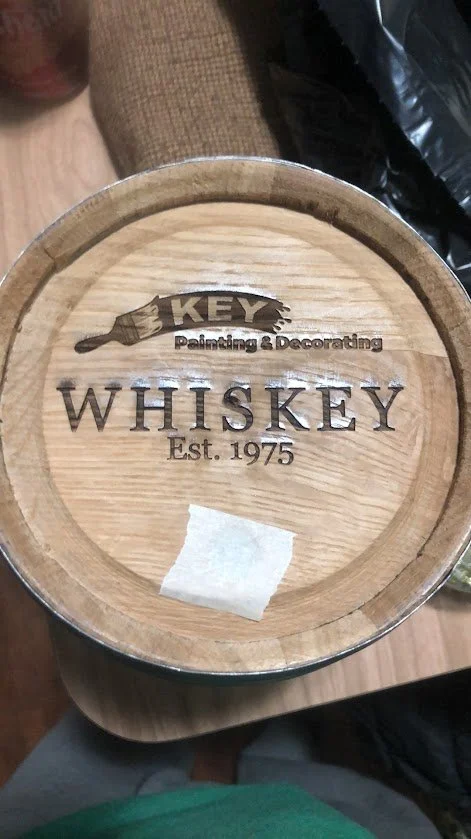 KEY
Painting & Decorating
WHISKEY
Est. 1975